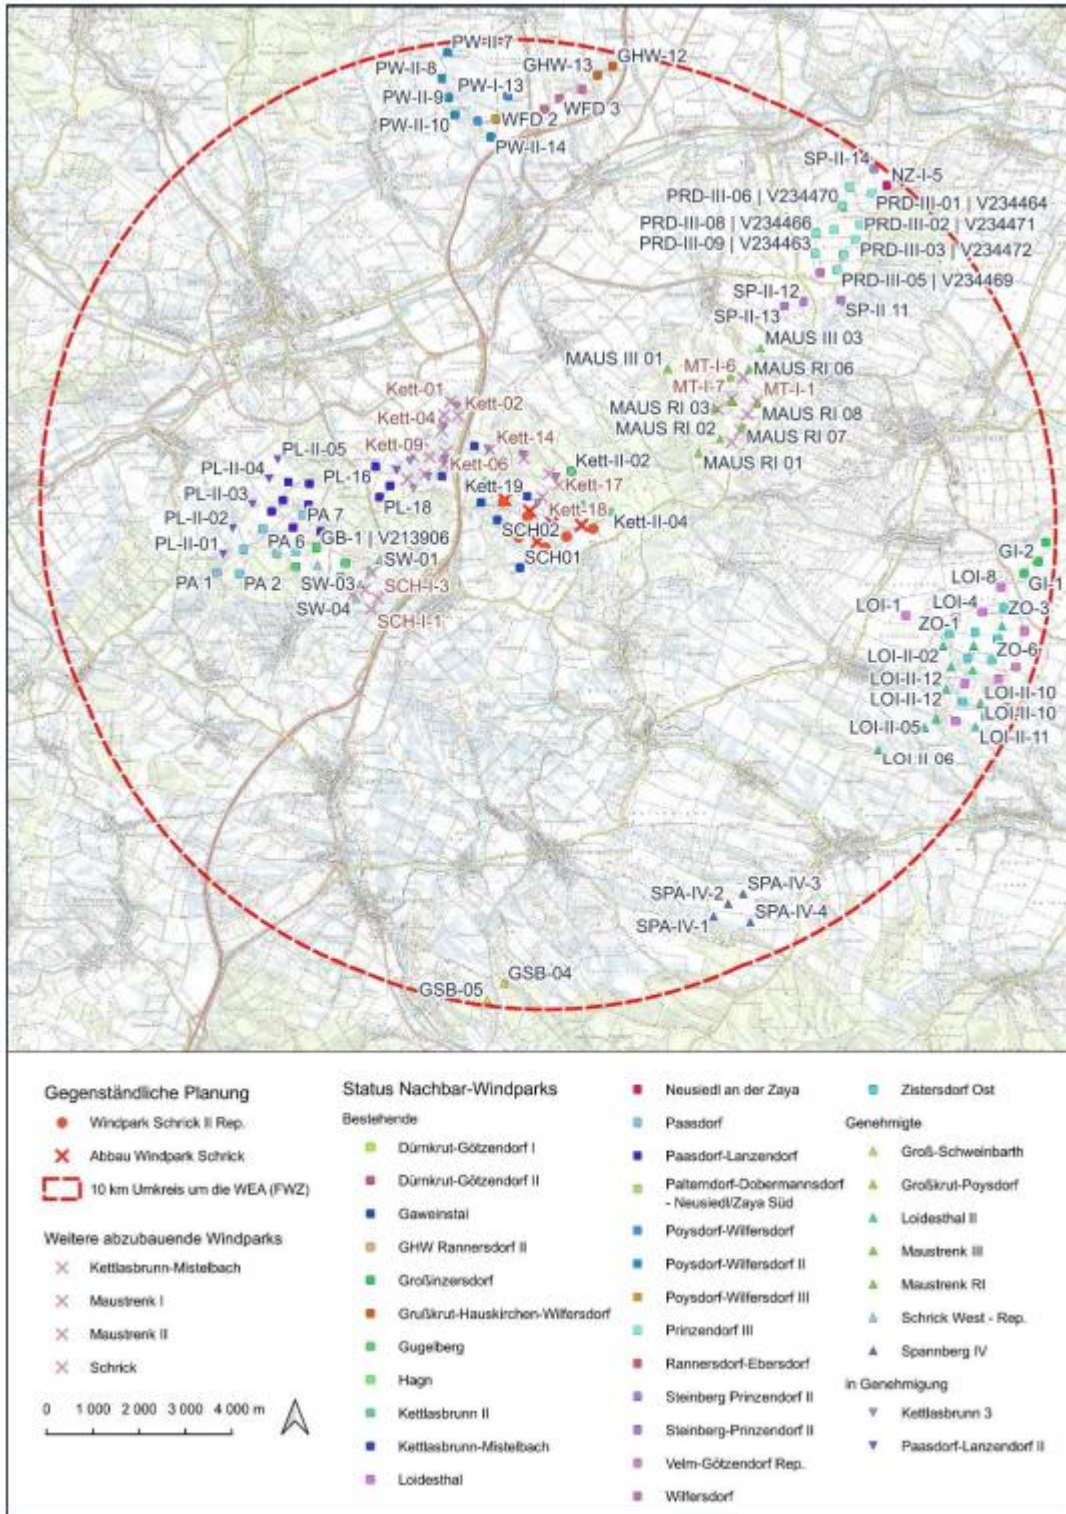 PW-II-7
GHW-12
GHW-13
PW-II-8
PW-I-13
PW-II-9
WFD 3
WFD 2
PW-II-10
PW-II-14
SP-II-14
NZ-I-5
PRD-III-06 | V234470
PRD-III-01 | V234464
PRD-III-08 | V234466
PRD-III-02 | V234471
PRD-III-09 | V234463
PRD-III-03 | V234472
PRD-III-05 | V234469
SP-II-12
SP-II 11
SP-II-13
MAUS III 03
MAUS III 01
MT-I-6
MAUS RI 06
MT-I-7
MT-I-1
MAUS RI 03
MAUS RI 08
MAUS RI 02
MAUS RI 07
MAUS RI 01
Kett-01
Kett-02
Kett-04
Kett-14
Kett-09
Kett-06
Kett-II-02
Kett-19
Kett-17
Kett-18
Kett-II-04
SCH02
SCH01
PL-II-05
PL-II-04
PL-16
PL-II-03
PL-18
PL-II-02
PA 7
PL-II-01
PA 6
GB-1 | V213906
SW-01
PA 1
PA 2
SW-03
SCH-I-3
SW-04
SCH-I-1
GI-2
GI-1
LOI-8
LOI-1
LOI-4
ZO-3
ZO-1
ZO-6
LOI-II-02
LOI-II-12
LOI-II-12
LOI-II-10
LOI-II-10
LOI-II-05
LOI-II-11
LOI II 06
SPA-IV-3
SPA-IV-2
SPA-IV-4
SPA-IV-1
GSB-04
GSB-05
Gegenständliche Planung
Windpark Schrick II Rep.
Abbau Windpark Schrick
10 km Umkreis um die WEA (FWZ)
Weitere abzubauende Windparks
Kettlasbrunn-Mistelbach
Maustrenk I
Maustrenk II
Schrick
0 1 000 2 000 3 000 4 000 m
Status Nachbar-Windparks
Bestehende
Dürnkrut-Götzendorf I
Dürnkrut-Götzendorf II
Gaweinstal
GHW Rannersdorf II
Großinzersdorf
Grußkrut-Hauskirchen-Wilfersdorf
Gugelberg
Hagn
Kettlasbrunn II
Kettlasbrunn-Mistelbach
Loidesthal
Neusiedl an der Zaya
Paasdorf
Paasdorf-Lanzendorf
Palterndorf-Dobermannsdorf
- Neusiedl/Zaya Süd
Poysdorf-Wilfersdorf
Poysdorf-Wilfersdorf II
Poysdorf-Wilfersdorf III
Prinzendorf III
Rannersdorf-Ebersdorf
Steinberg Prinzendorf II
Steinberg-Prinzendorf II
Velm-Götzendorf Rep.
Wilfersdorf
Zistersdorf Ost
Genehmigte
Groß-Schweinbarth
Großkrut-Poysdorf
Loidesthal II
Maustrenk III
Maustrenk RI
Schrick West - Rep.
Spannberg IV
in Genehmigung
Kettlasbrunn 3
Paasdorf-Lanzendorf II